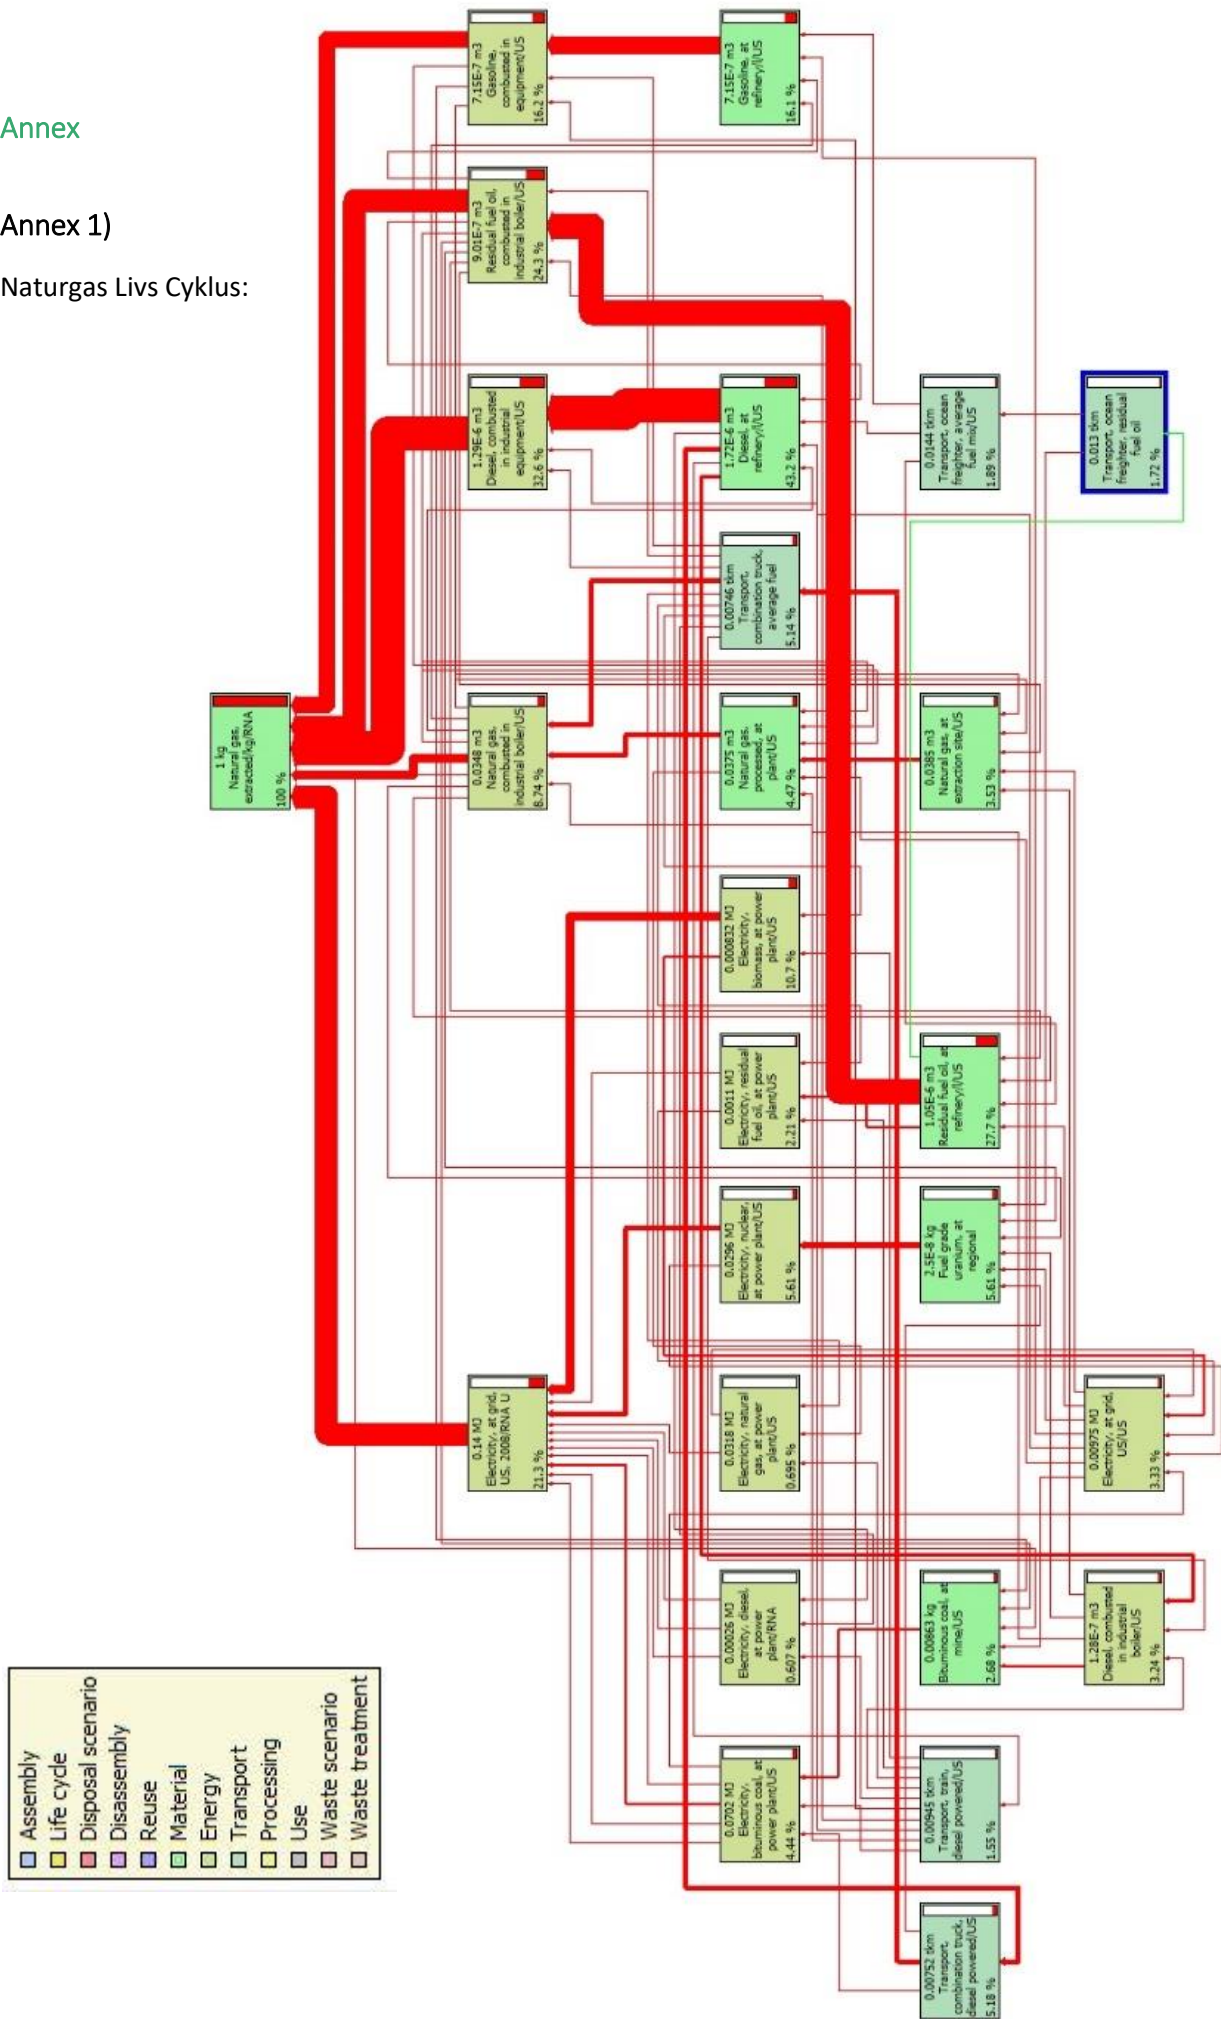 Annex
Annex 1)
Naturgas Livs Cyklus:
1 kg
Natural gas,
extracted/kg/RNA
100 %
7.15E-7 m3
Gasoline,
combusted in
equipment/US
16.2 %
9.01E-7 m3
Residual fuel oil,
combusted in
industrial boiler/US
24.3 %
1.29E-6 m3
Diesel, combusted
in industrial
equipment/US
32.6 %
0.0348 m3
Natural gas,
combusted in
industrial boiler/US
8.74 %
0.14 MJ
Electricity, at grid,
US, 2008/RNA U
21.3 %
7.15E-7 m3
Gasoline, at
refinery/l/US
16.1 %
1.72E-6 m3
Diesel, at
refinery/l/US
43.2 %
0.00746 tkm
Transport,
combination truck,
average fuel
5.14 %
0.0375 m3
Natural gas,
processed, at
plant/US
4.47 %
0.000832 MJ
Electricity,
biomass, at power
plant/US
10.7 %
0.0011 MJ
Electricity, residual
fuel oil, at power
plant/US
2.21 %
0.0296 MJ
Electricity, nuclear,
at power plant/US
5.61 %
0.0318 MJ
Electricity, natural
gas, at power
plant/US
0.695 %
0.00026 MJ
Electricity, diesel,
at power
plant/RNA
0.607 %
0.0702 MJ
Electricity,
bituminous coal, at
power plant/US
4.44 %
0.0144 tkm
Transport, ocean
freighter, average
fuel mix/US
1.89 %
0.0385 m3
Natural gas, at
extraction site/US
3.53 %
1.05E-6 m3
Residual fuel oil, at
refinery/l/US
27.7 %
2.5E-8 kg
Fuel grade
uranium, at
regional
5.61 %
0.00863 kg
Bituminous coal, at
mine/US
2.68 %
0.00945 tkm
Transport, train,
diesel powered/US
1.55 %
0.00752 tkm
Transport,
combination truck,
diesel powered/US
5.18 %
0.013 tkm
Transport, ocean
freighter, residual
fuel oil
1.72 %
0.00975 MJ
Electricity, at grid,
US/US
3.33 %
1.28E-7 m3
Diesel, combusted
in industrial
boiler/US
3.24 %
Assembly
Life cycle
Disposal scenario
Disassembly
Reuse
Material
Energy
Transport
Processing
Use
Waste scenario
Waste treatment